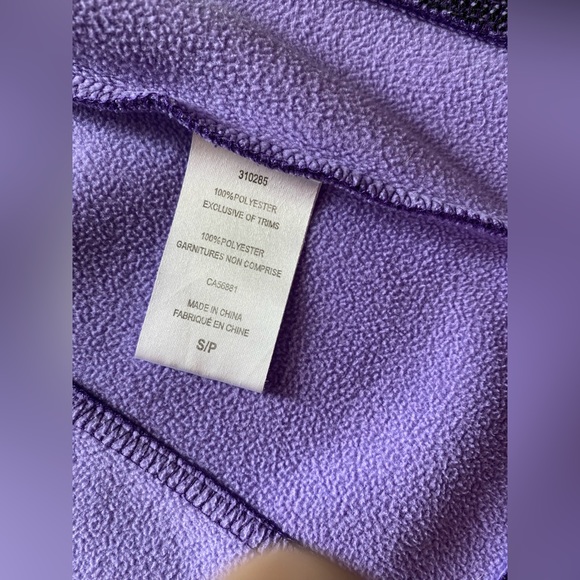 310285
100%POLYESTER
EXCLUSIVE OF TRIMS
100%POLYESTER
GARNITURES NON COMPRISE
CA56881
MADE IN CHINA
FABRIQUÉ EN CHINE
S/P